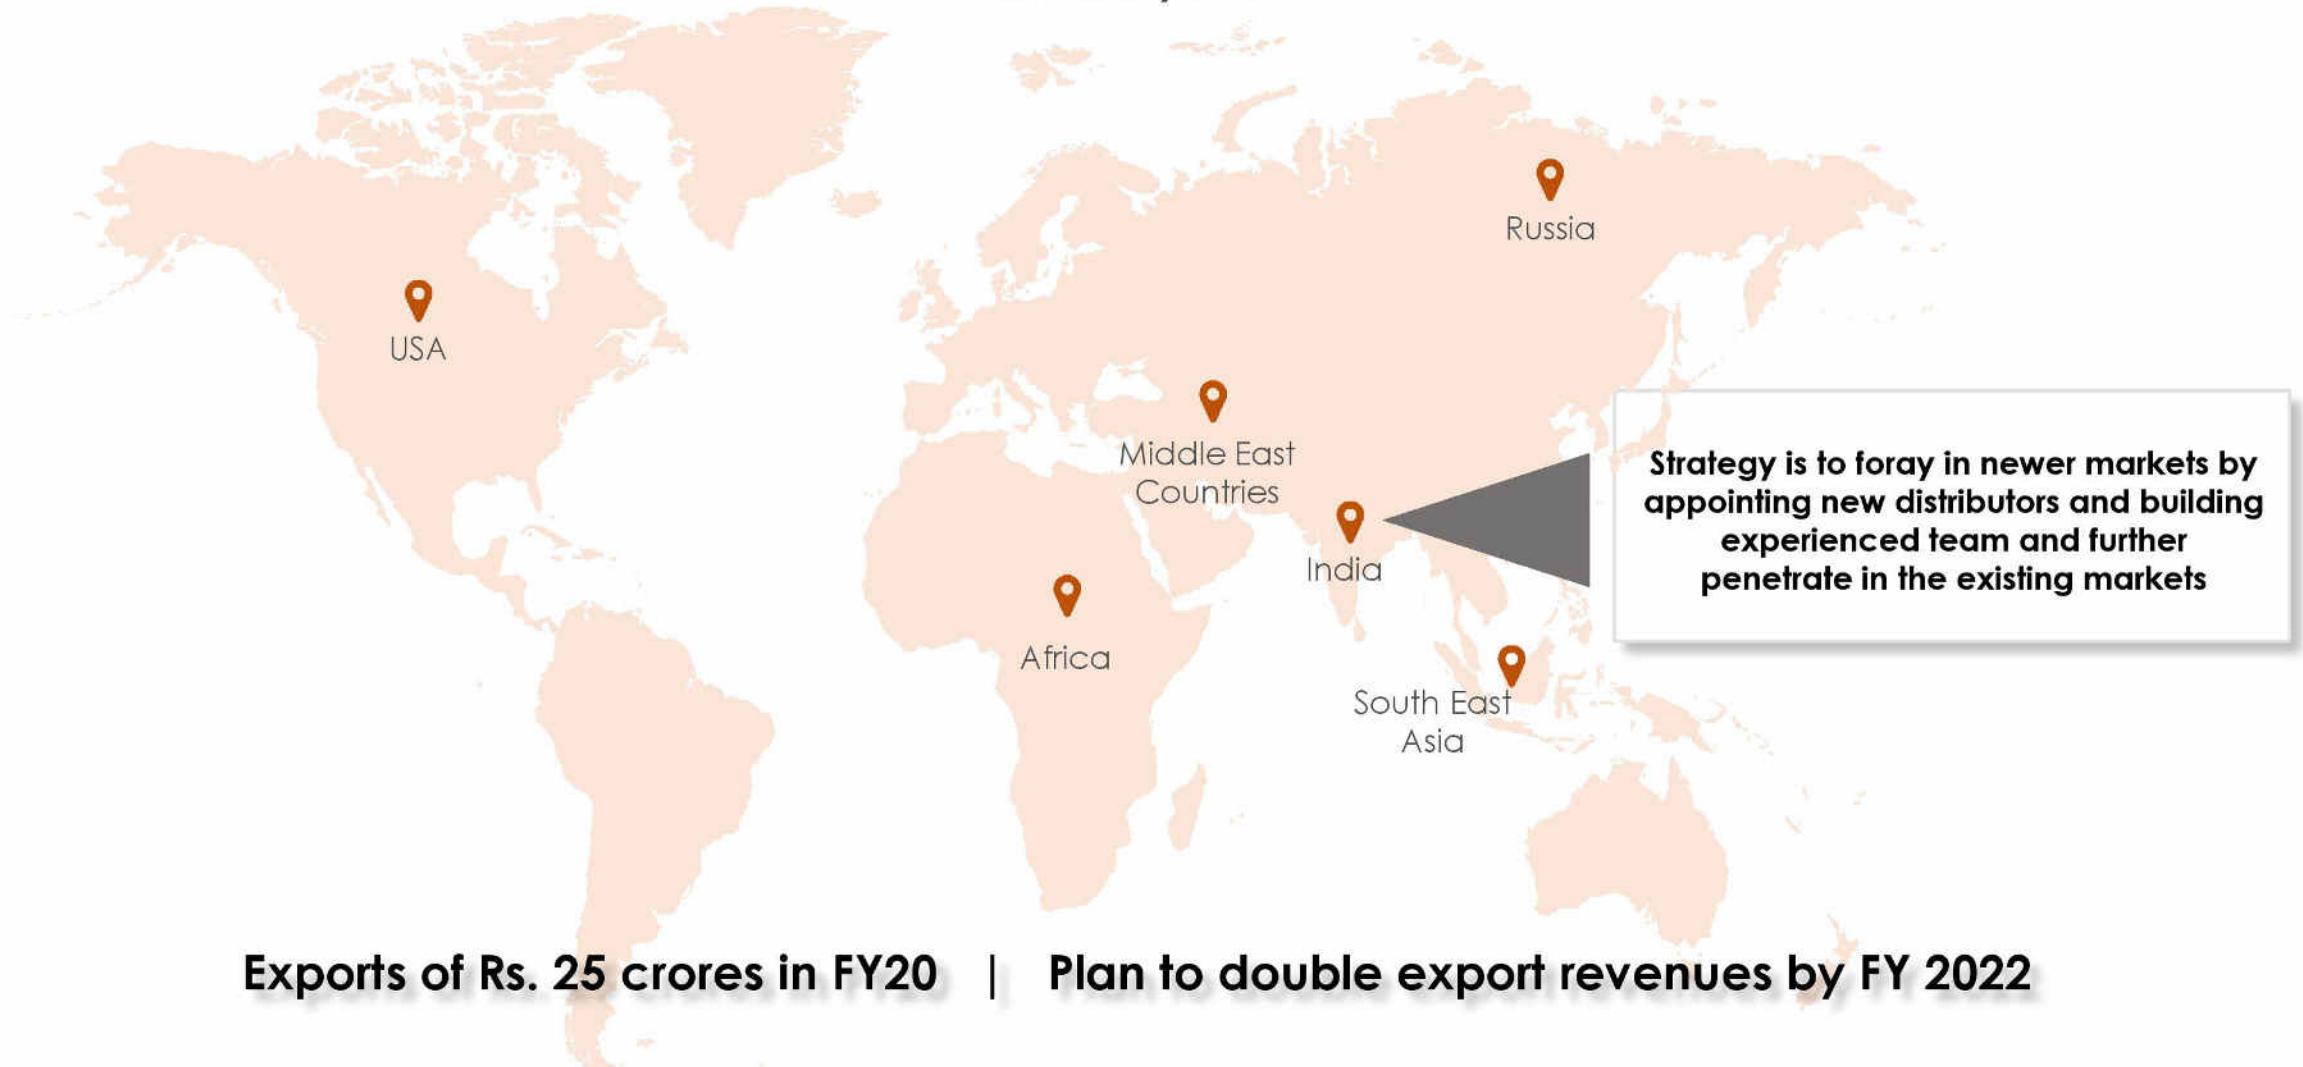 Russia
USA
Middle East
Countries
Strategy is to foray in newer markets by
appointing new distributors and building
experienced team and further
penetrate in the existing markets
India
Africa
South East
Asia
Exports of Rs. 25 crores in FY20 | Plan to double export revenues by FY 2022